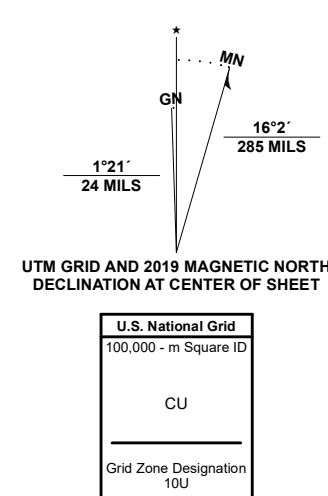 ★
MN
GN
16°2´
285 MILS
1°21´
24 MILS
UTM GRID AND 2019 MAGNETIC NORTH
DECLINATION AT CENTER OF SHEET
U.S. National Grid
100,000 - m Square ID
CU
Grid Zone Designation
10U